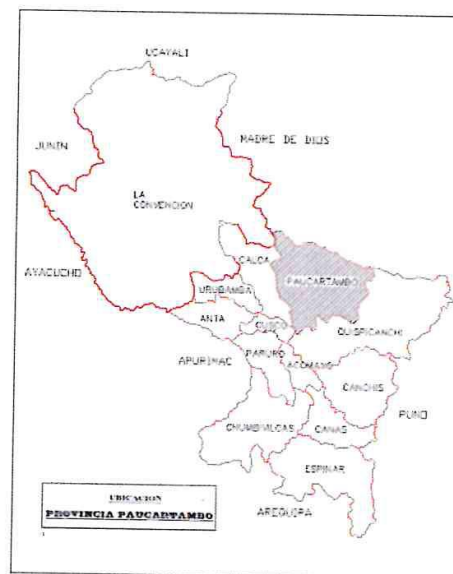 UCAYALI
JUNIN
MADRE DE DIOS
LA
CONVENCION
CALCA
AYACUCHO
URUBAMBA
PAUCARTAMBO
ANTA
CUSCO
QUISPICANCHI
APURIMAC
PARURO
ACOMAYO
CANCHIS
PUNO
CHUMBIVILCAS
CANAS
ESPINAR
UBICACION
PROVINCIA PAUCARTAMBO
AREQUIPA